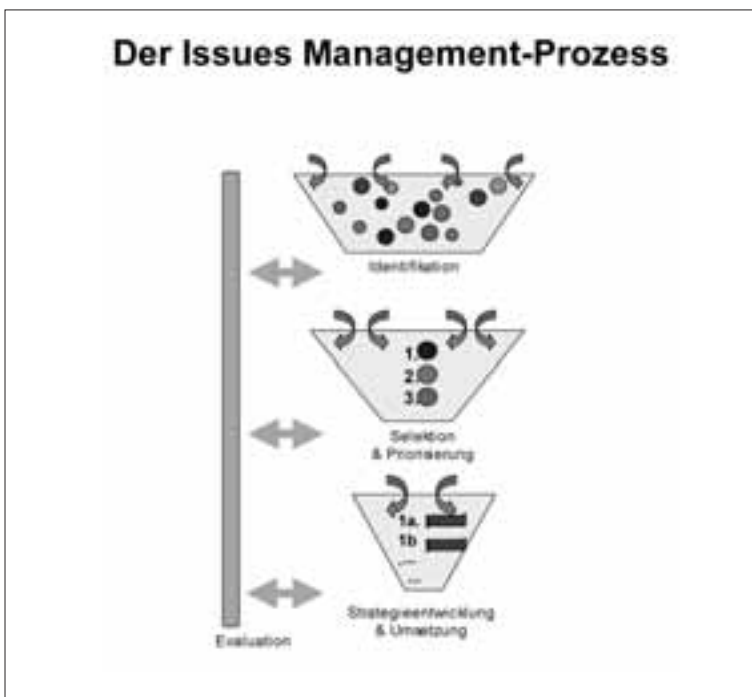 Der Issues Management-Prozess
Identifikation
1.
2.
3.
Selektion
& Priorisierung
1a.
1b
Strategieentwicklung
& Umsetzung
Evaluation